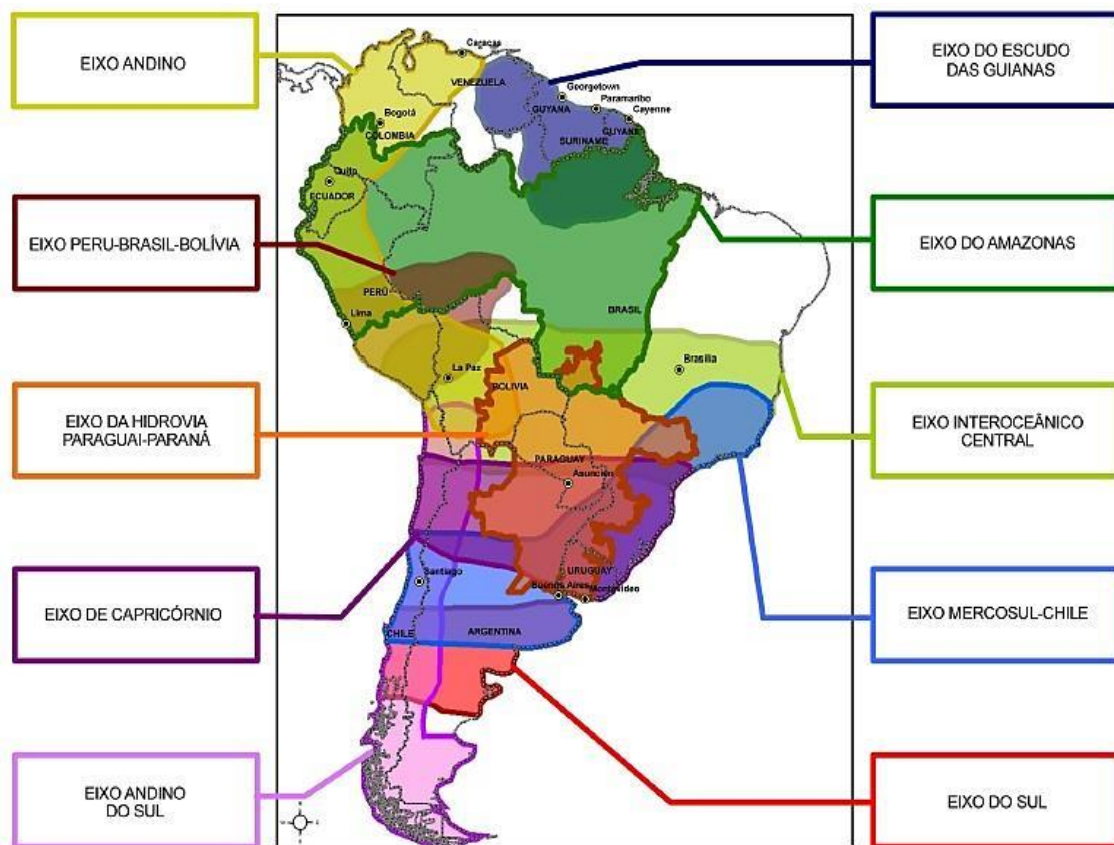 EIXO ANDINO
EIXO PERU-BRASIL-BOLÍVIA
EIXO DA HIDROVIA
PARAGUAI-PARANÁ
EIXO DE CAPRICÓRNIO
EIXO ANDINO
DO SUL
Caracas
VENEZUELA
Georgetown
Paramaribo
GUYANA
Cayenne
Bogotá
COLOMBIA
SURINAME
GUYANE
Quito
ECUADOR
PERÚ
BRASIL
Lima
Brasília
La Paz
BOLIVIA
PARAGUAY
Asunción
Santiago
URUGUAY
Buenos Aires
Montevideo
CHILE
ARGENTINA
EIXO DO ESCUDO
DAS GUIANAS
EIXO DO AMAZONAS
EIXO INTEROCEÂNICO
CENTRAL
EIXO MERCOSUL-CHILE
EIXO DO SUL